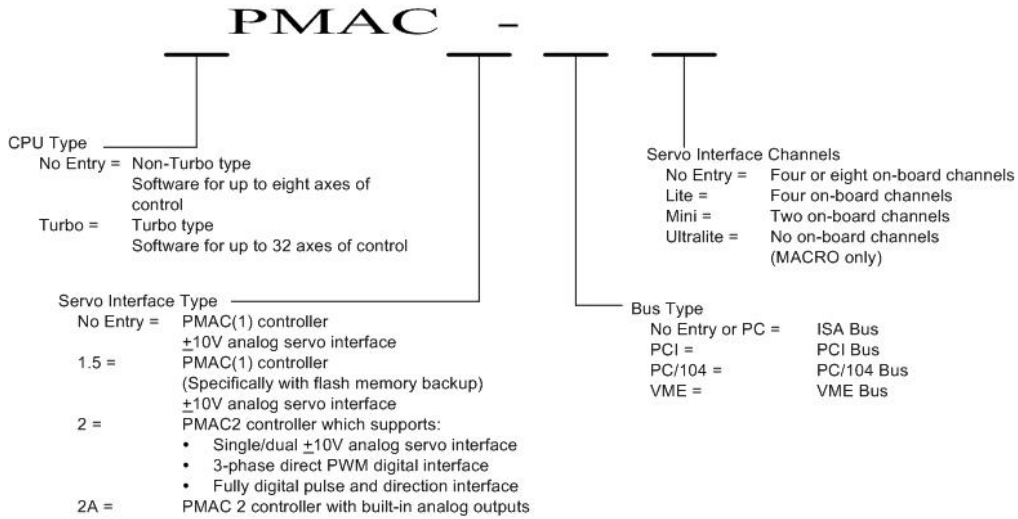 PMAC -
CPU Type
No Entry = Non-Turbo type
Software for up to eight axes of
control
Turbo = Turbo type
Software for up to 32 axes of control
Servo Interface Channels
No Entry = Four or eight on-board channels
Lite = Four on-board channels
Mini = Two on-board channels
Ultralite = No on-board channels
(MACRO only)
Servo Interface Type
No Entry = PMAC(1) controller
±10V analog servo interface
1.5 = PMAC(1) controller
(Specifically with flash memory backup)
±10V analog servo interface
2 = PMAC2 controller which supports:
• Single/dual ±10V analog servo interface
• 3-phase direct PWM digital interface
• Fully digital pulse and direction interface
2A = PMAC 2 controller with built-in analog outputs
Bus Type
No Entry or PC = ISA Bus
PCI = PCI Bus
PC/104 = PC/104 Bus
VME = VME Bus